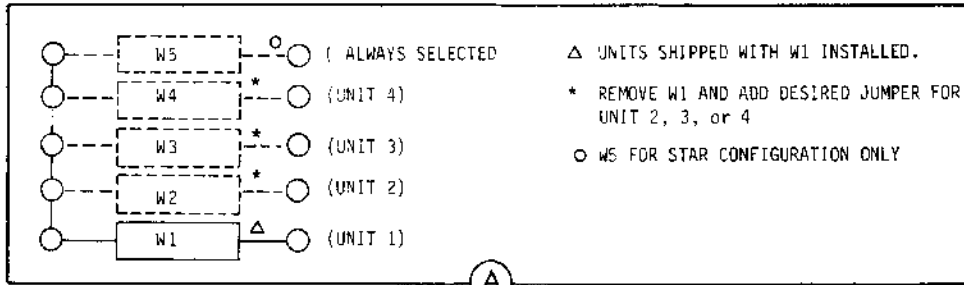 W5 ( ALWAYS SELECTED
W4 * (UNIT 4)
W3 * (UNIT 3)
W2 * (UNIT 2)
W1 Δ (UNIT 1)
Δ UNITS SHIPPED WITH W1 INSTALLED.
* REMOVE W1 AND ADD DESIRED JUMPER FOR
UNIT 2, 3, or 4
O W5 FOR STAR CONFIGURATION ONLY
A